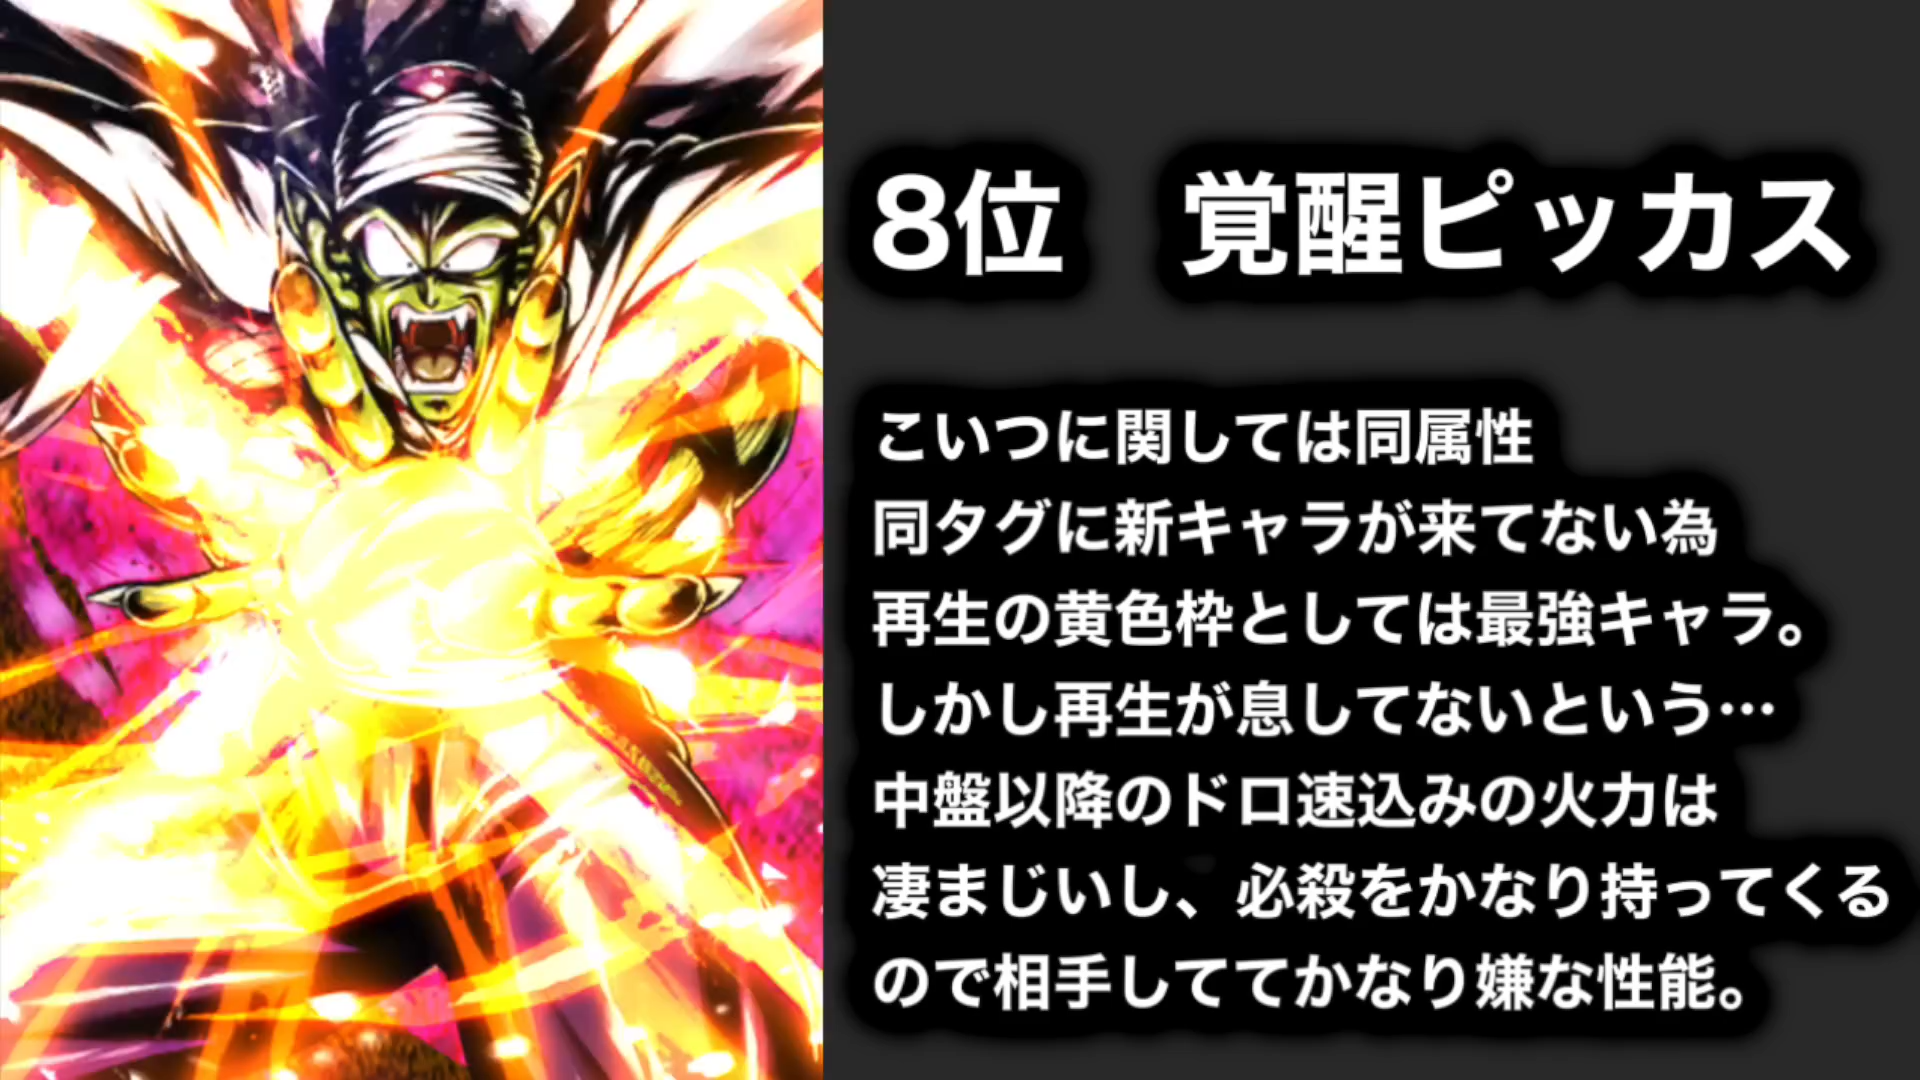 8位　覚醒ピッカス
こいつに関しては同属性
同タグに新キャラが来てない為
再生の黄色枠としては最強キャラ。
しかし再生が息してないという…
中盤以降のドロ速込みの火力は
凄まじいし、必殺をかなり持ってくる
ので相手しててかなり嫌な性能。